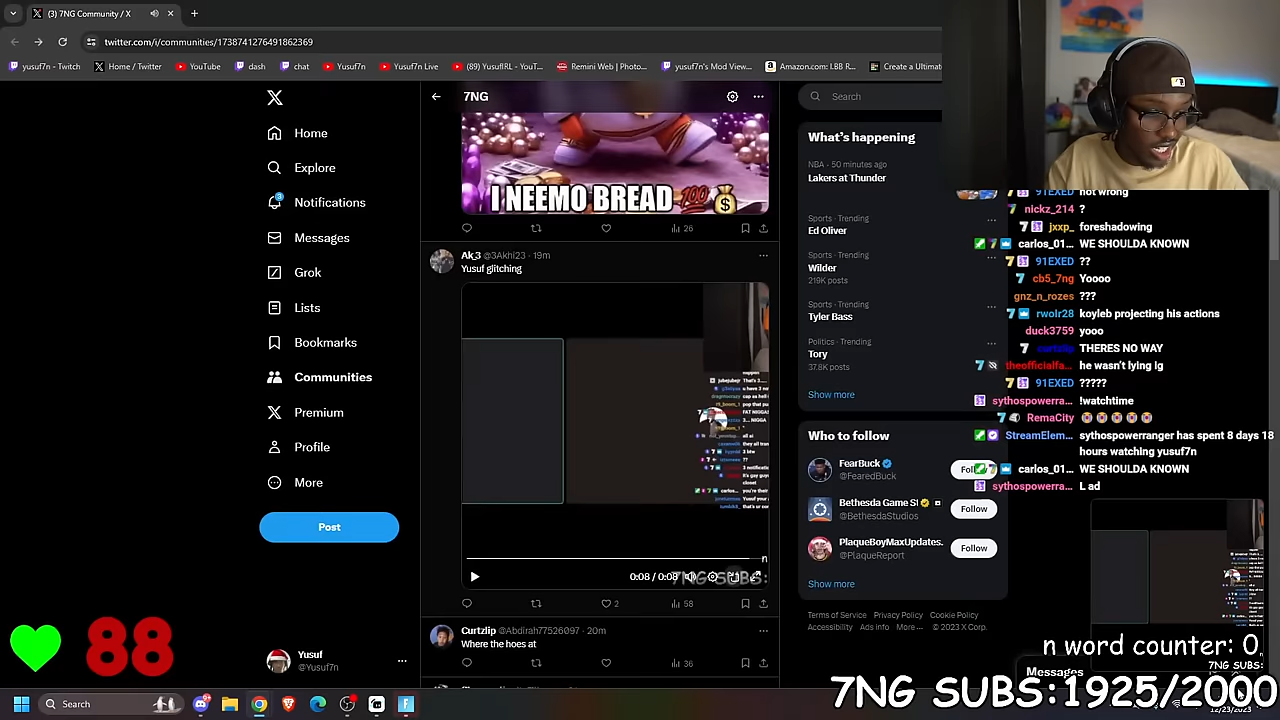 (3) 7NG Community / X
twitter.com/i/communities/1738741276491862369
yusuf7n - Twitch
Home / Twitter
YouTube
dash
chat
Yusuf7n
Yusuf7n Live
(89) YusufIRL - YouT...
Remini Web | Photo...
yusuf7n's Mod View...
Amazon.com: LBB R...
Create a Ultimat
Home
Explore
Notifications
Messages
Grok
Lists
Bookmarks
Communities
Premium
Profile
More
Post
Yusuf
@Yusuf7n
7NG
I NEEMO BREAD 💯💰
26
Ak_3 @3Akhi23 · 19m
Yusuf glitching
0:08 / 0:08
2
58
Curtzlip @Abdirah77526097 · 20m
Where the hoes at
36
Search
What's happening
NBA · 50 minutes ago
Lakers at Thunder
Sports · Trending
Ed Oliver
Sports · Trending
Wilder
219K posts
Sports · Trending
Tyler Bass
Politics · Trending
Tory
37.8K posts
Show more
Who to follow
FearBuck
@FearedBuck
Bethesda Game St
@BethesdaStudios
Follow
PlaqueBoyMaxUpdates.
@PlaqueReport
Follow
Show more
Terms of Service Privacy Policy Cookie Policy
Accessibility Ads info More ··· © 2023 X Corp.
91EXED not wrong
nickz_214 ?
jxxp_ foreshadowing
carlos_01... WE SHOULDA KNOWN
91EXED ??
cb5_7ng Yoooo
gnz_n_rozes ???
rwolr28 koyleb projecting his actions
duck3759 yooo
curtzlip THERES NO WAY
theofficialfa... he wasn't lying lg
91EXED ?????
sythospowerra... !watchtime
RemaCity 😭😭😭😭😭
StreamElem... sythospowerranger has spent 8 days 18
hours watching yusuf7n
carlos_01... WE SHOULDA KNOWN
sythospowerra... L ad
n word counter: 0
7NG SUBS:
Messages
7NG SUBS:1925/2000
88
Search
12/23/2023